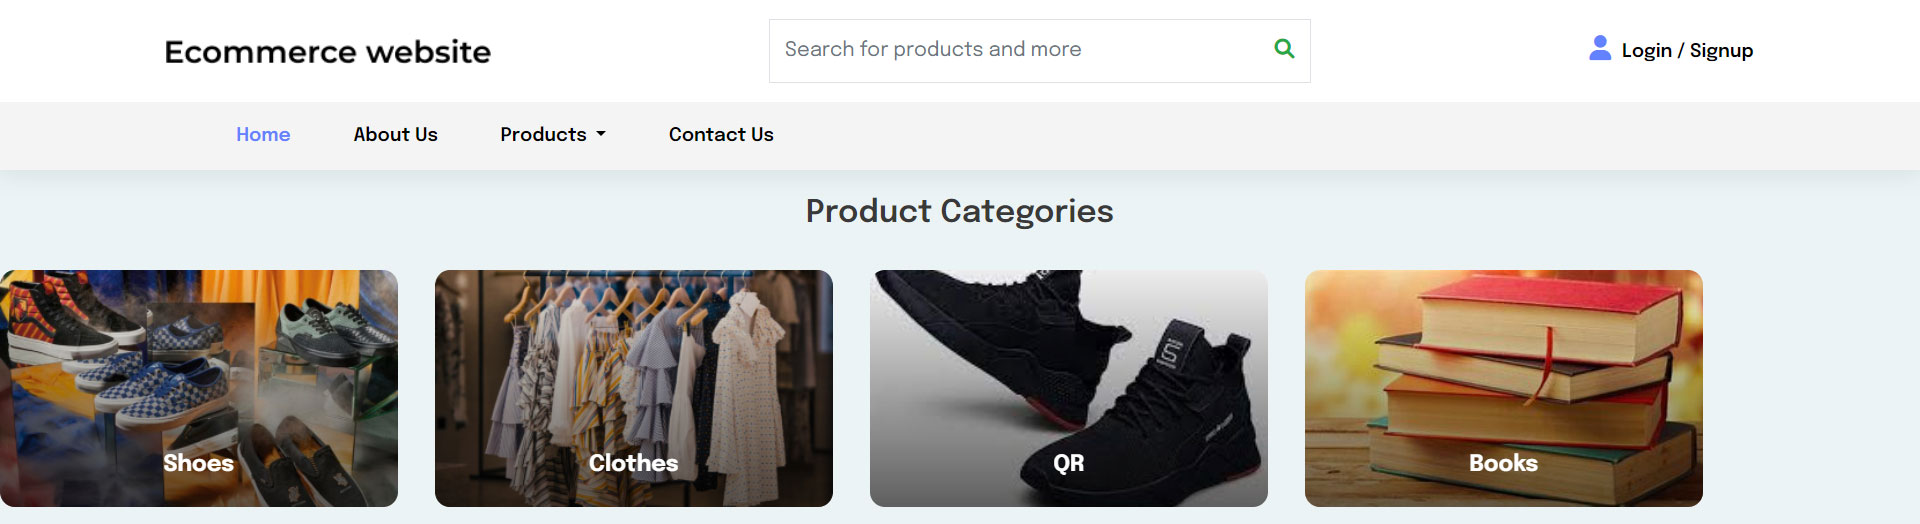 Ecommerce website
Search for products and more
Login / Signup
Home
About Us
Products
Contact Us
Product Categories
Shoes
Clothes
QR
Books